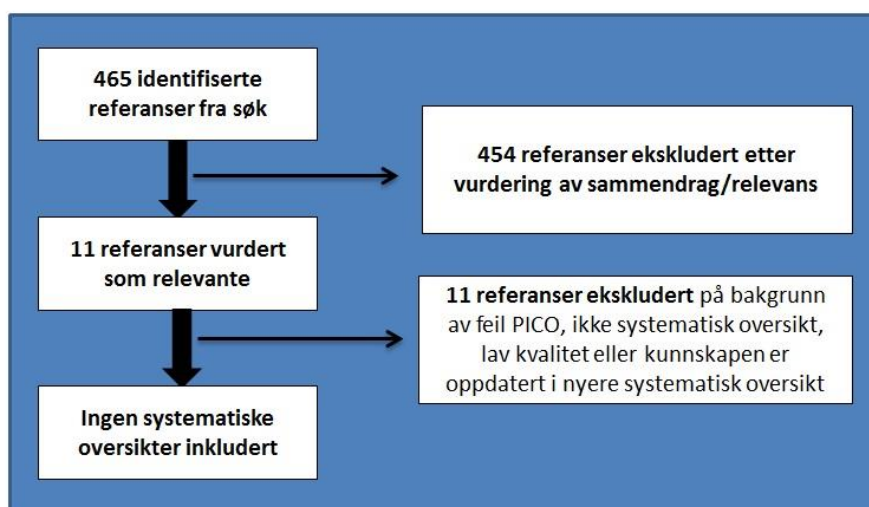 465 identifiserte
referanser fra søk
454 referanser ekskludert etter
vurdering av sammendrag/relevans
11 referanser vurdert
som relevante
11 referanser ekskludert på bakgrunn
av feil PICO, ikke systematisk oversikt,
lav kvalitet eller kunnskapen er
oppdatert i nyere systematisk oversikt
Ingen systematiske
oversikter inkludert